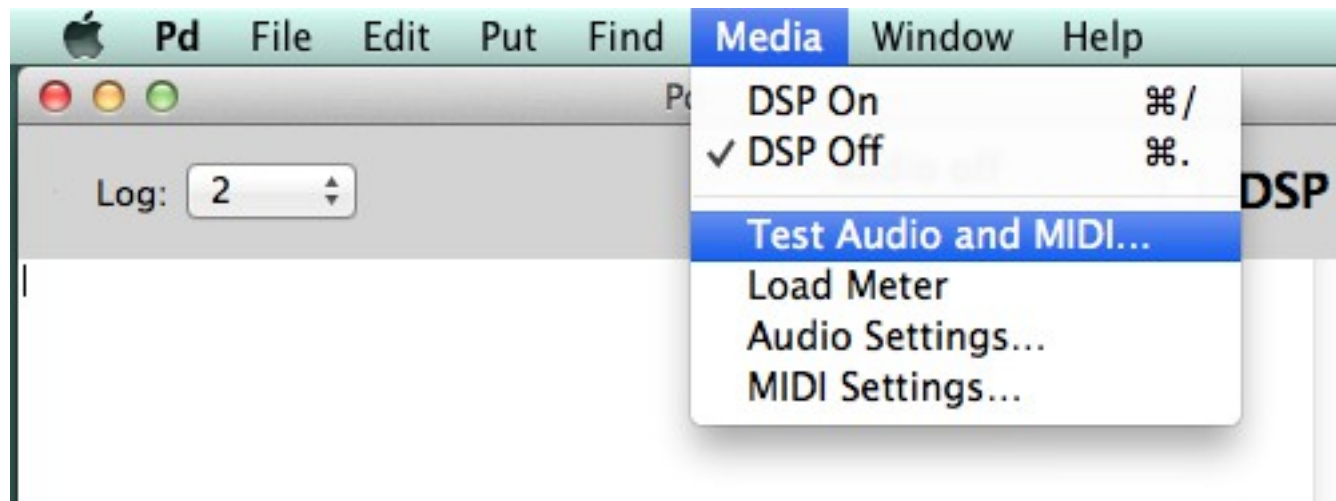 Pd File Edit Put Find Media Window Help
DSP On ⌘/
✓ DSP Off ⌘.
Log: 2
DSP
Test Audio and MIDI...
Load Meter
Audio Settings...
MIDI Settings...